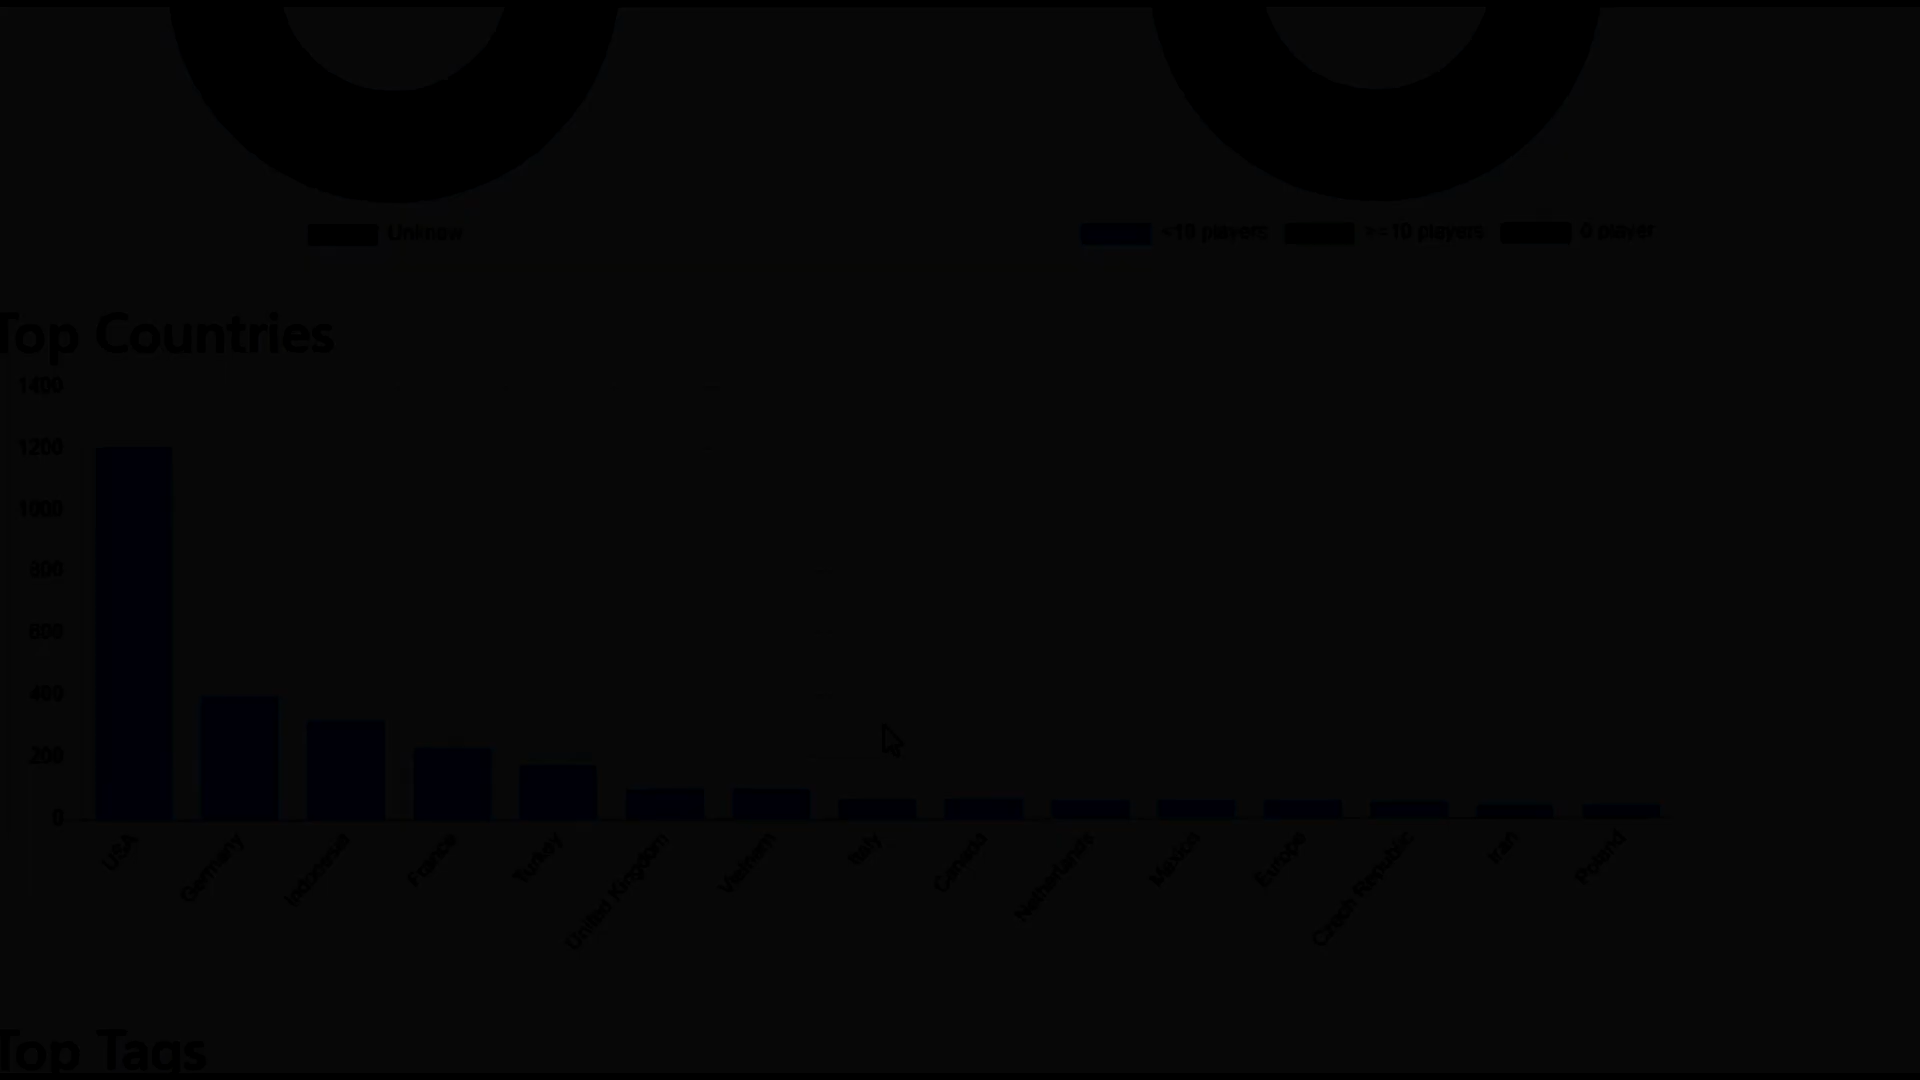 Unknow
<10 players >=10 players 0 player
Top Countries
1400
1200
1000
800
600
400
200
0
USA
Germany
Indonesia
France
Turkey
United Kingdom
Vietnam
Italy
Canada
Netherlands
Mexico
Europe
Czech Republic
Iran
Poland
Top Tags